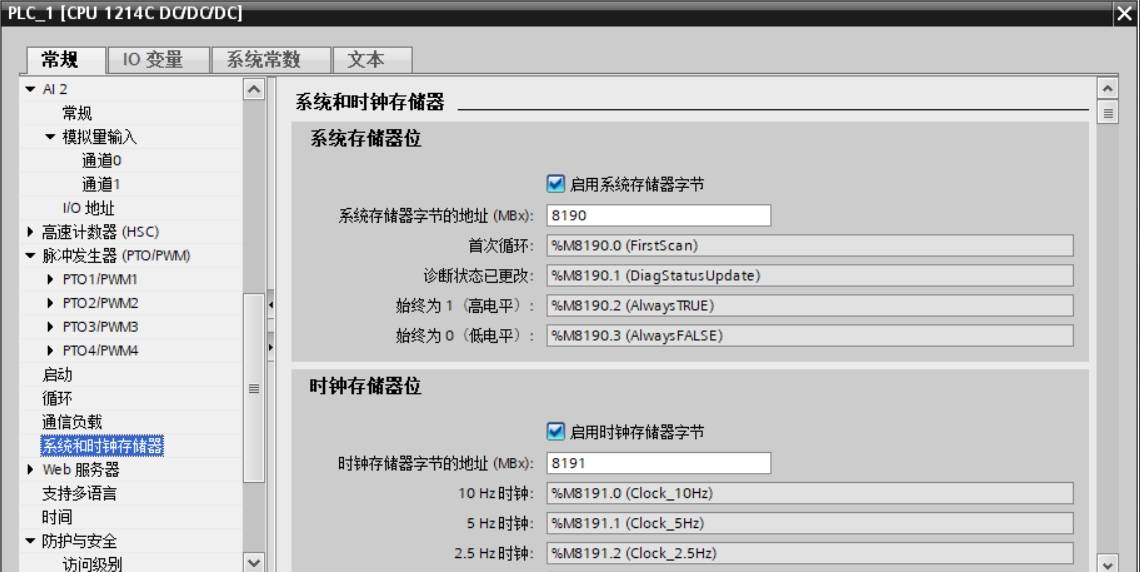 PLC_1 [CPU 1214C DC/DC/DC]
常规 IO 变量 系统常数 文本
AI 2
常规
模拟量输入
通道0
通道1
I/O 地址
高速计数器 (HSC)
脉冲发生器 (PTO/PWM)
PTO1/PWM1
PTO2/PWM2
PTO3/PWM3
PTO4/PWM4
启动
循环
通信负载
系统和时钟存储器
Web 服务器
支持多语言
时间
防护与安全
访问级别
系统和时钟存储器
系统存储器位
启用系统存储器字节
系统存储器字节的地址 (MBx): 8190
首次循环: %M8190.0 (FirstScan)
诊断状态已更改: %M8190.1 (DiagStatusUpdate)
始终为 1（高电平）: %M8190.2 (AlwaysTRUE)
始终为 0（低电平）: %M8190.3 (AlwaysFALSE)
时钟存储器位
启用时钟存储器字节
时钟存储器字节的地址 (MBx): 8191
10 Hz 时钟: %M8191.0 (Clock_10Hz)
5 Hz 时钟: %M8191.1 (Clock_5Hz)
2.5 Hz 时钟: %M8191.2 (Clock_2.5Hz)